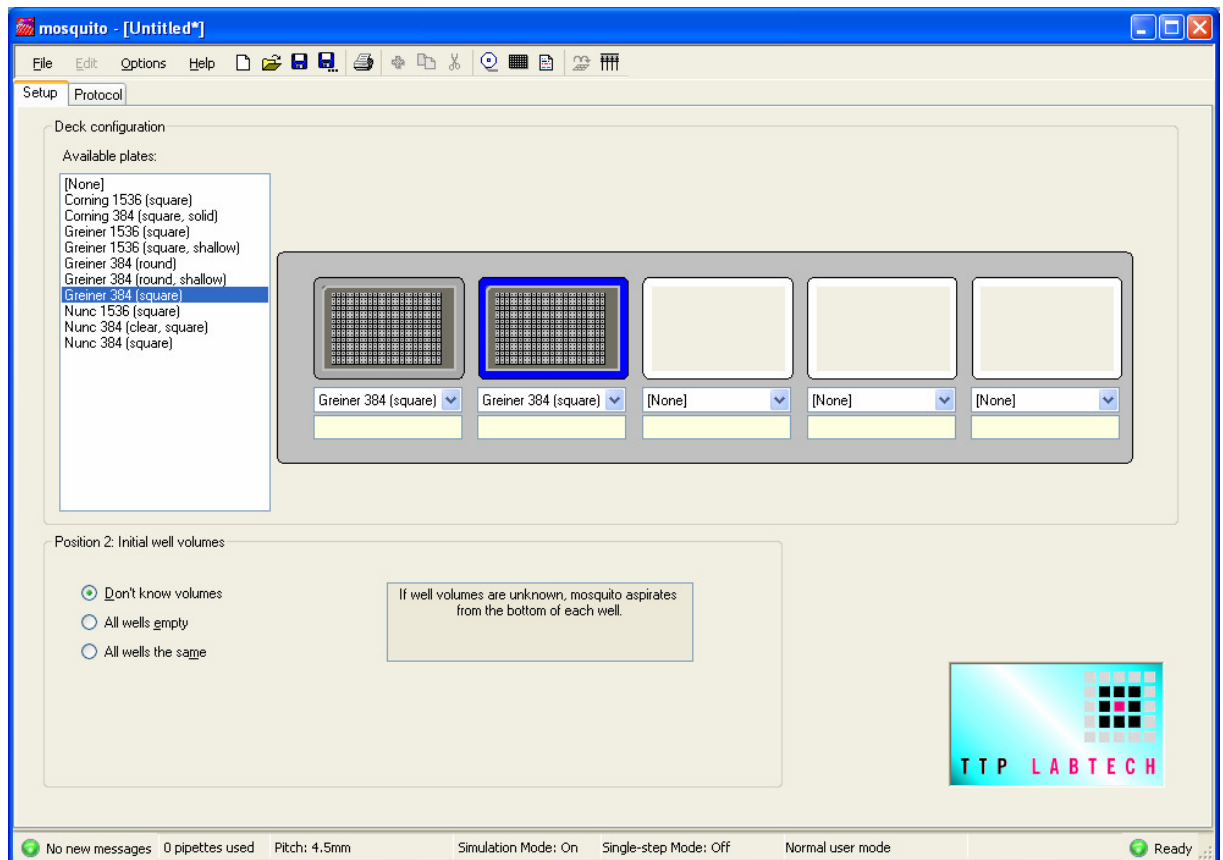 mosquito - [Untitled*]
File Edit Options Help
Setup Protocol
Deck configuration
Available plates:
[None]
Corning 1536 (square)
Corning 384 (square, solid)
Greiner 1536 (square)
Greiner 1536 (square, shallow)
Greiner 384 (round)
Greiner 384 (round, shallow)
Greiner 384 (square)
Nunc 1536 (square)
Nunc 384 (clear, square)
Nunc 384 (square)
Greiner 384 (square) Greiner 384 (square) [None] [None] [None]
Position 2: Initial well volumes
Don't know volumes
All wells empty
All wells the same
If well volumes are unknown, mosquito aspirates
from the bottom of each well.
TTP LABTECH
No new messages 0 pipettes used Pitch: 4.5mm Simulation Mode: On Single-step Mode: Off Normal user mode Ready